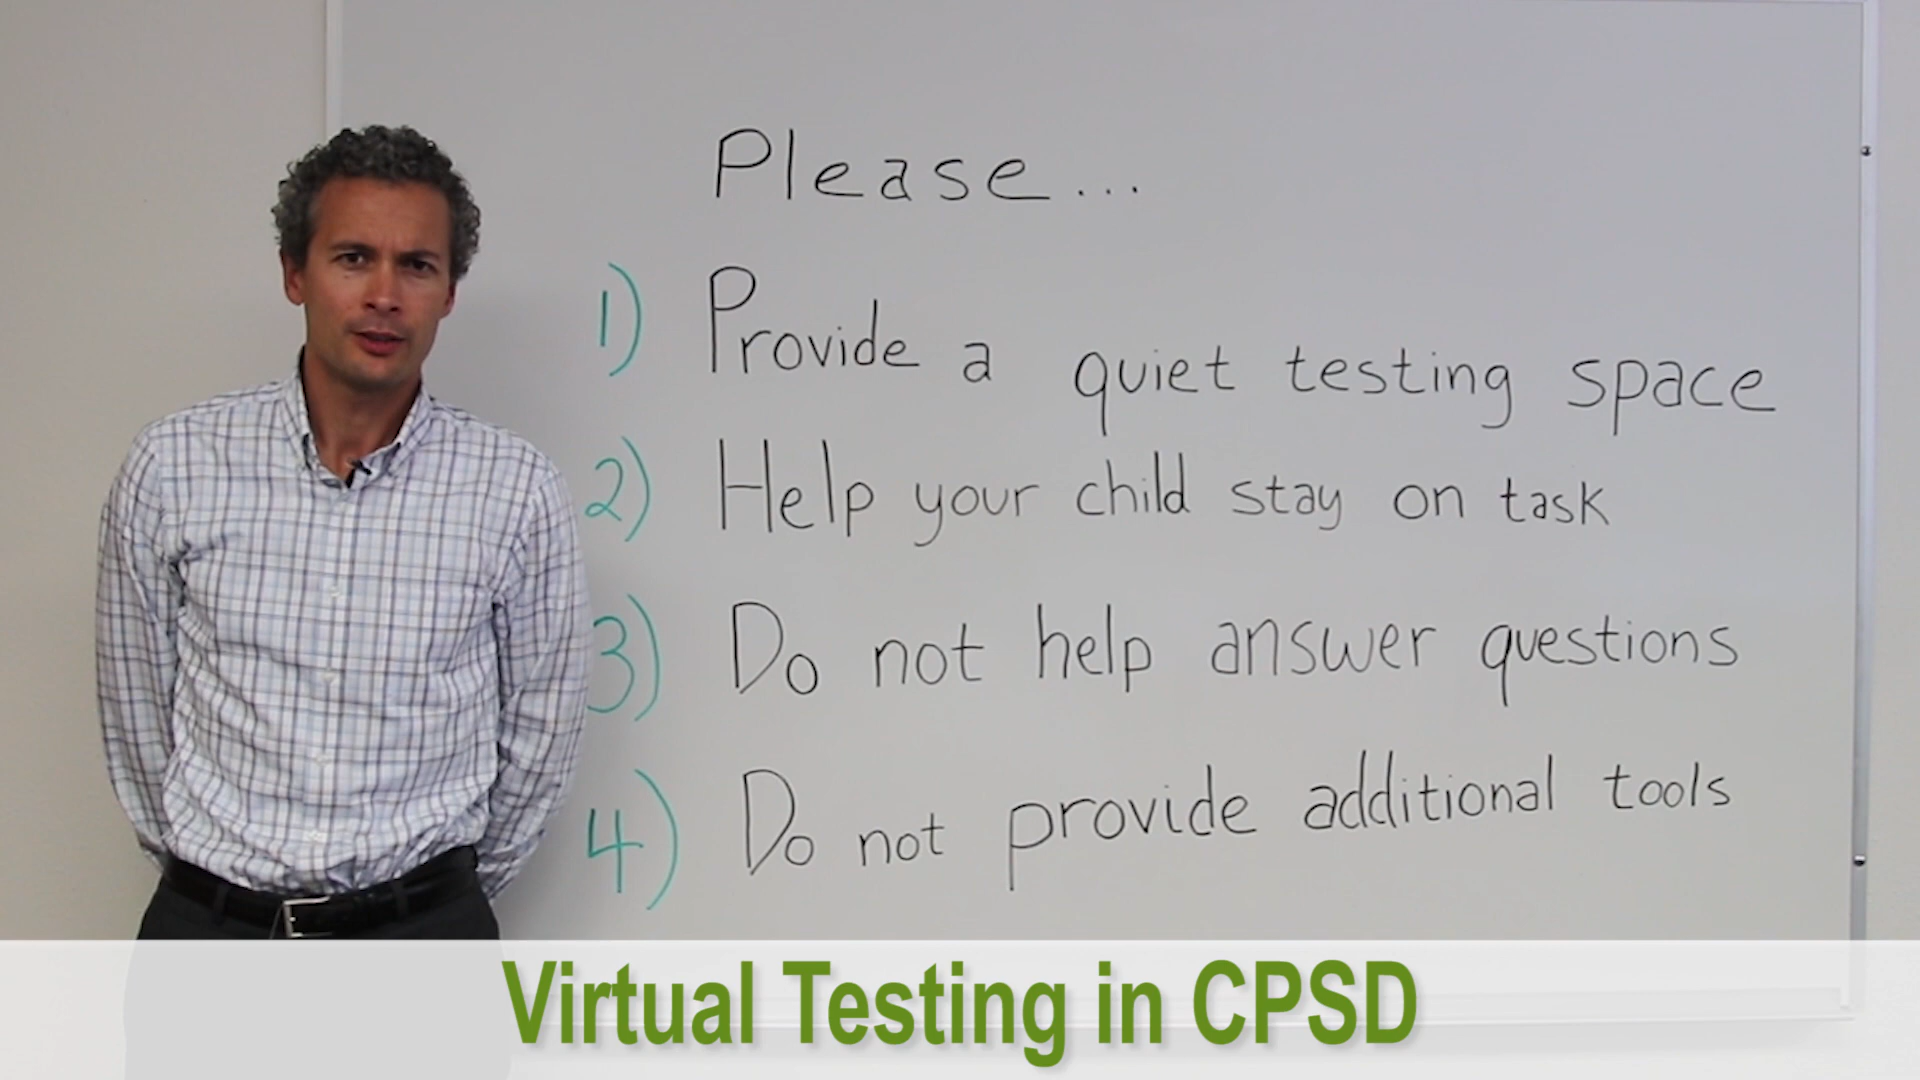 Please...
1) Provide a quiet testing space
2) Help your child stay on task
3) Do not help answer questions
4) Do not provide additional tools
Virtual Testing in CPSD